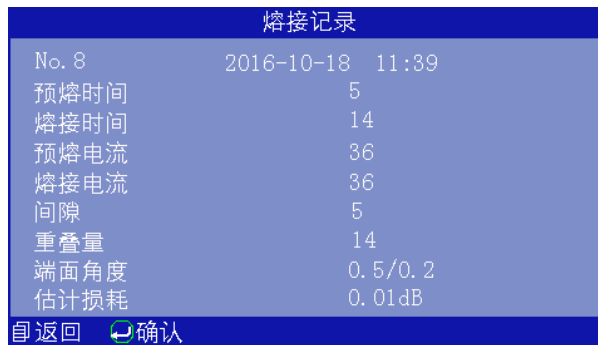 熔接记录
No.8 2016-10-18 11:39
预熔时间 5
熔接时间 14
预熔电流 36
熔接电流 36
间隙 5
重叠量 14
端面角度 0.5/0.2
估计损耗 0.01dB
返回 确认